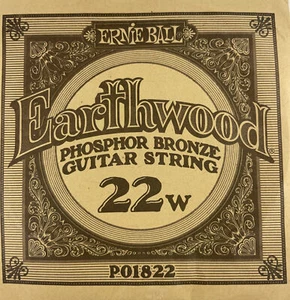 ERNIE BALL
Earthwood
PHOSPHOR BRONZE
GUITAR STRING
22W
P01822